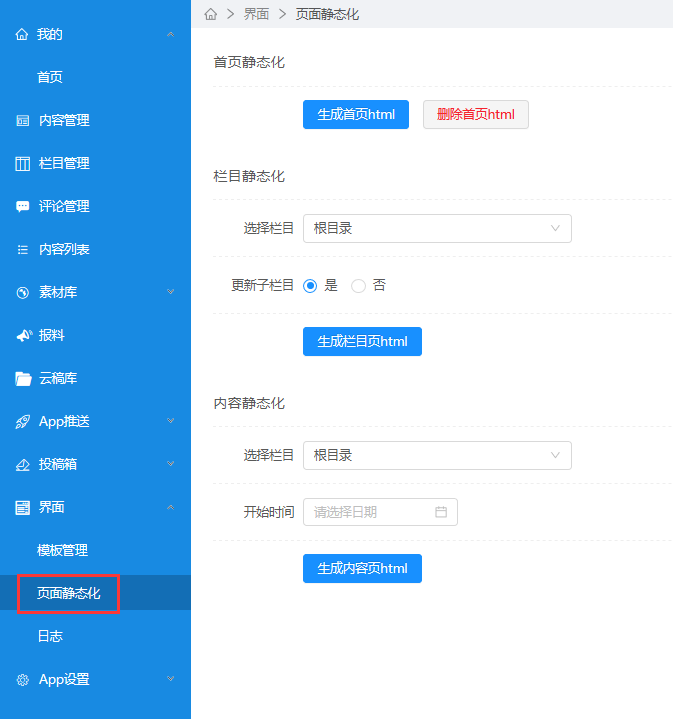 我的
首页
内容管理
栏目管理
评论管理
内容列表
素材库
报料
云稿库
App推送
投稿箱
界面
模板管理
页面静态化
日志
App设置
界面 > 页面静态化
首页静态化
生成首页html 删除首页html
栏目静态化
选择栏目 根目录
更新子栏目 是 否
生成栏目页html
内容静态化
选择栏目 根目录
开始时间 请选择日期
生成内容页html